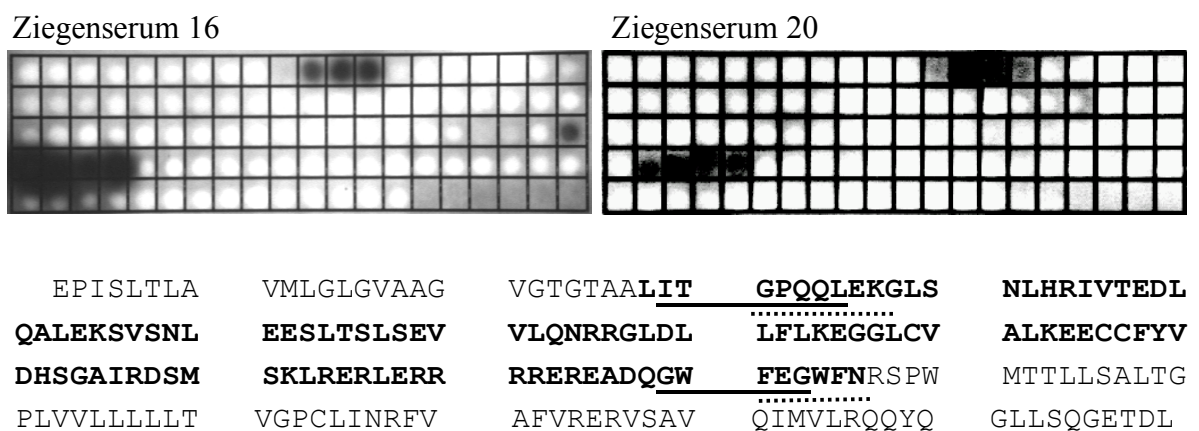 Ziegenserum 16 Ziegenserum 20
EPISLTLA VMLGLGVAAG VGTGTAALIT GPQQLEKGLS NLHRIVTEDL
QALEKSVSNL EESLTSLSEV VLQNRRGLDL LFLKEGGLCV ALKEECCFYV
DHSGAIRDSM SKLRERLERR RREREADQGW FEGWFNRSPW MTTLLSALTG
PLVVLLLLLT VGPCLINRFV AFVRERVSAV QIMVLRQQYQ GLLSQGETDL